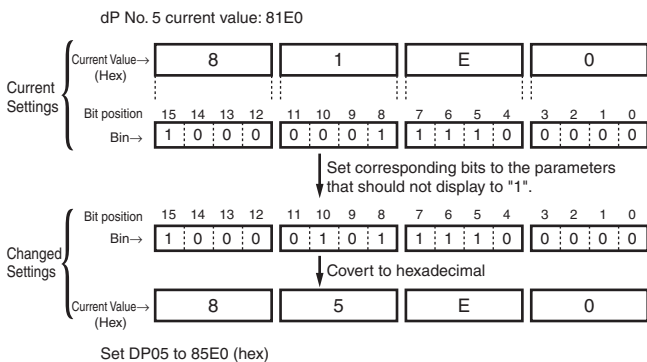 dP No. 5 current value: 81E0
Current Settings
Current Value→ 8 1 E 0
(Hex)
Bit position 15 14 13 12 11 10 9 8 7 6 5 4 3 2 1 0
Bin→ 1 0 0 0 0 0 0 1 1 1 1 0 0 0 0 0
Set corresponding bits to the parameters
that should not display to "1".
Changed Settings
Bit position 15 14 13 12 11 10 9 8 7 6 5 4 3 2 1 0
Bin→ 1 0 0 0 0 1 0 1 1 1 1 0 0 0 0 0
Covert to hexadecimal
Current Value→ 8 5 E 0
(Hex)
Set DP05 to 85E0 (hex)